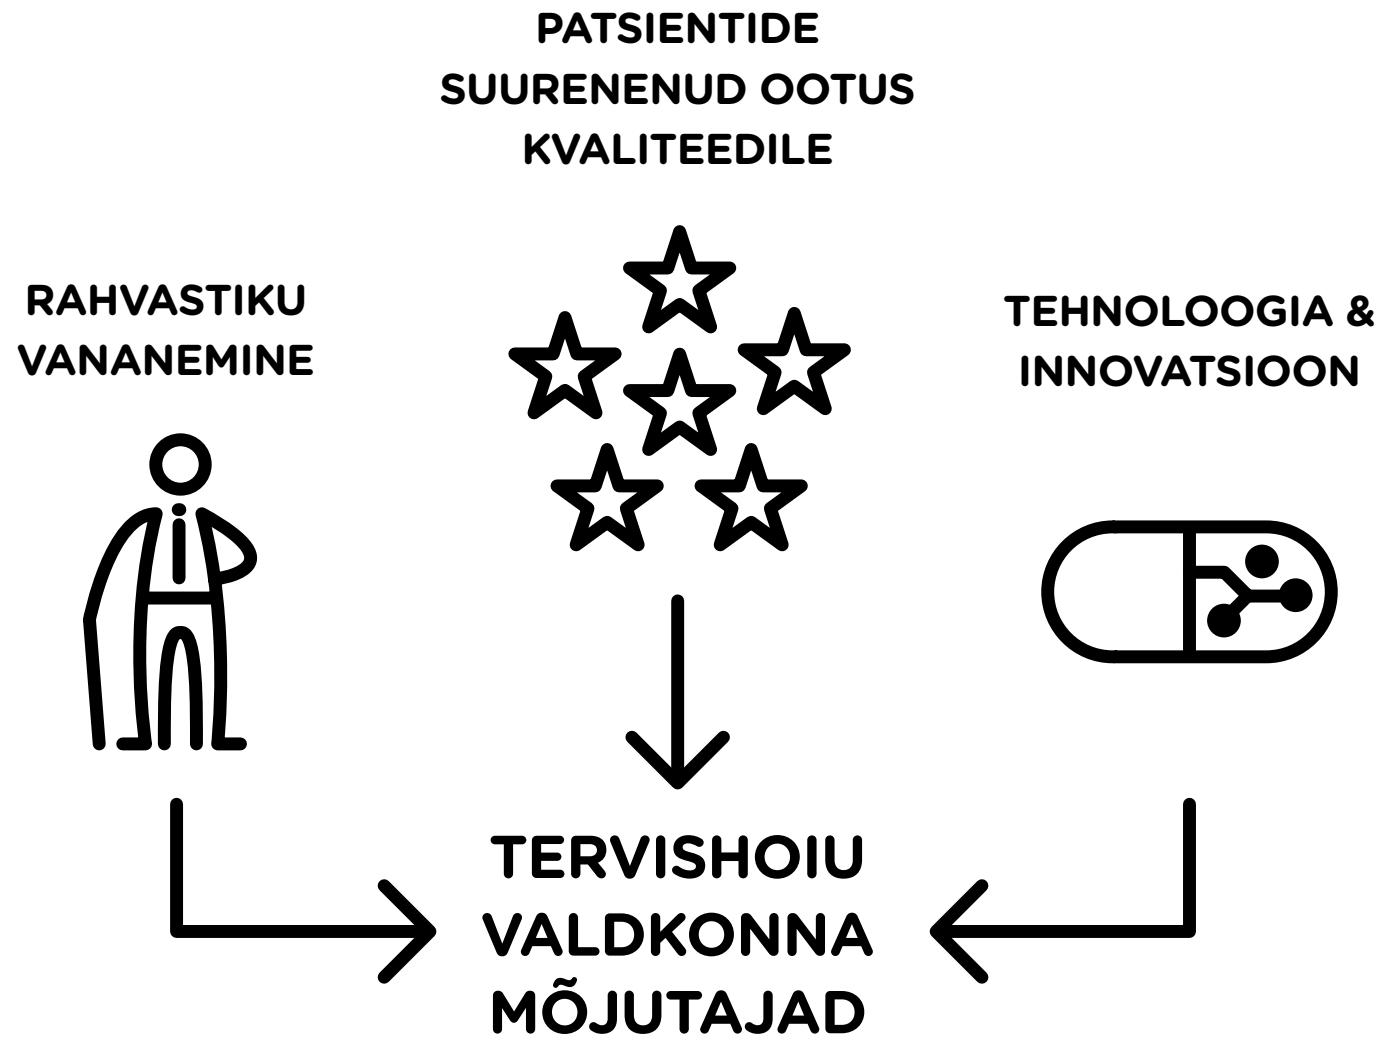 PATSIENTIDE
SUURENENUD OOTUS
KVALITEEDILE
RAHVASTIKU
VANANEMINE
TEHNOLOOGIA &
INNOVATSIOON
TERVISHOIU
VALDKONNA
MÕJUTAJAD